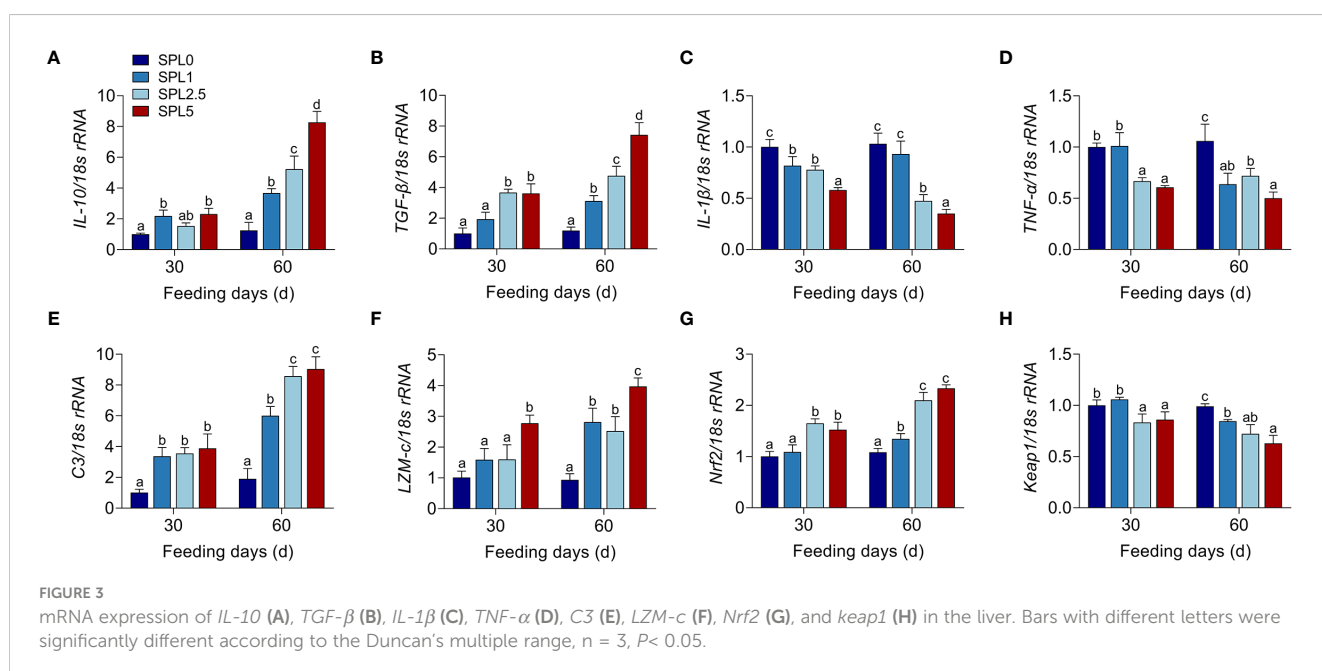 A
SPL0
SPL1
SPL2.5
SPL5
IL-10/18s rRNA
10
8
6
4
2
0
a
b
ab
b
a
b
c
d
30
60
Feeding days (d)
B
TGF-β/18s rRNA
10
8
6
4
2
0
a
a
b
b
a
b
c
d
30
60
Feeding days (d)
C
IL-1β/18s rRNA
1.5
1.0
0.5
0.0
c
b
b
a
c
c
b
a
30
60
Feeding days (d)
D
TNF-α/18s rRNA
1.5
1.0
0.5
0.0
b
b
a
a
c
ab
b
a
30
60
Feeding days (d)
E
C3/18s rRNA
10
8
6
4
2
0
a
b
b
b
a
b
c
c
30
60
Feeding days (d)
F
LZM-c/18s rRNA
5
4
3
2
1
0
a
a
a
b
a
b
b
c
30
60
Feeding days (d)
G
Nrf2/18s rRNA
3
2
1
0
a
a
b
b
a
b
c
c
30
60
Feeding days (d)
H
Keap1/18s rRNA
1.5
1.0
0.5
0.0
b
b
a
a
c
b
ab
a
30
60
Feeding days (d)
FIGURE 3
mRNA expression of IL-10 (A), TGF-β (B), IL-1β (C), TNF-α (D), C3 (E), LZM-c (F), Nrf2 (G), and keap1 (H) in the liver. Bars with different letters were
significantly different according to the Duncan's multiple range, n = 3, P< 0.05.